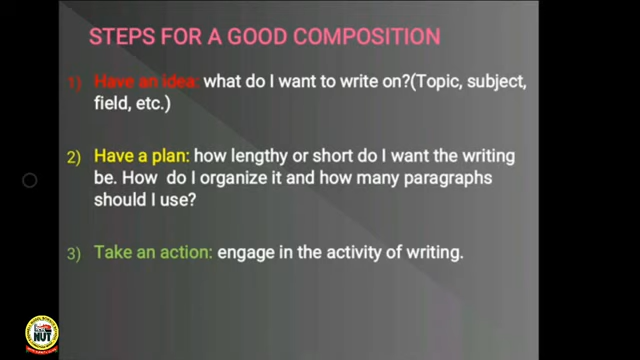 STEPS FOR A GOOD COMPOSITION
1) Have an idea: what do I want to write on?(Topic, subject,
field, etc.)
2) Have a plan: how lengthy or short do I want the writing
be. How do I organize it and how many paragraphs
should I use?
3) Take an action: engage in the activity of writing.
NUT